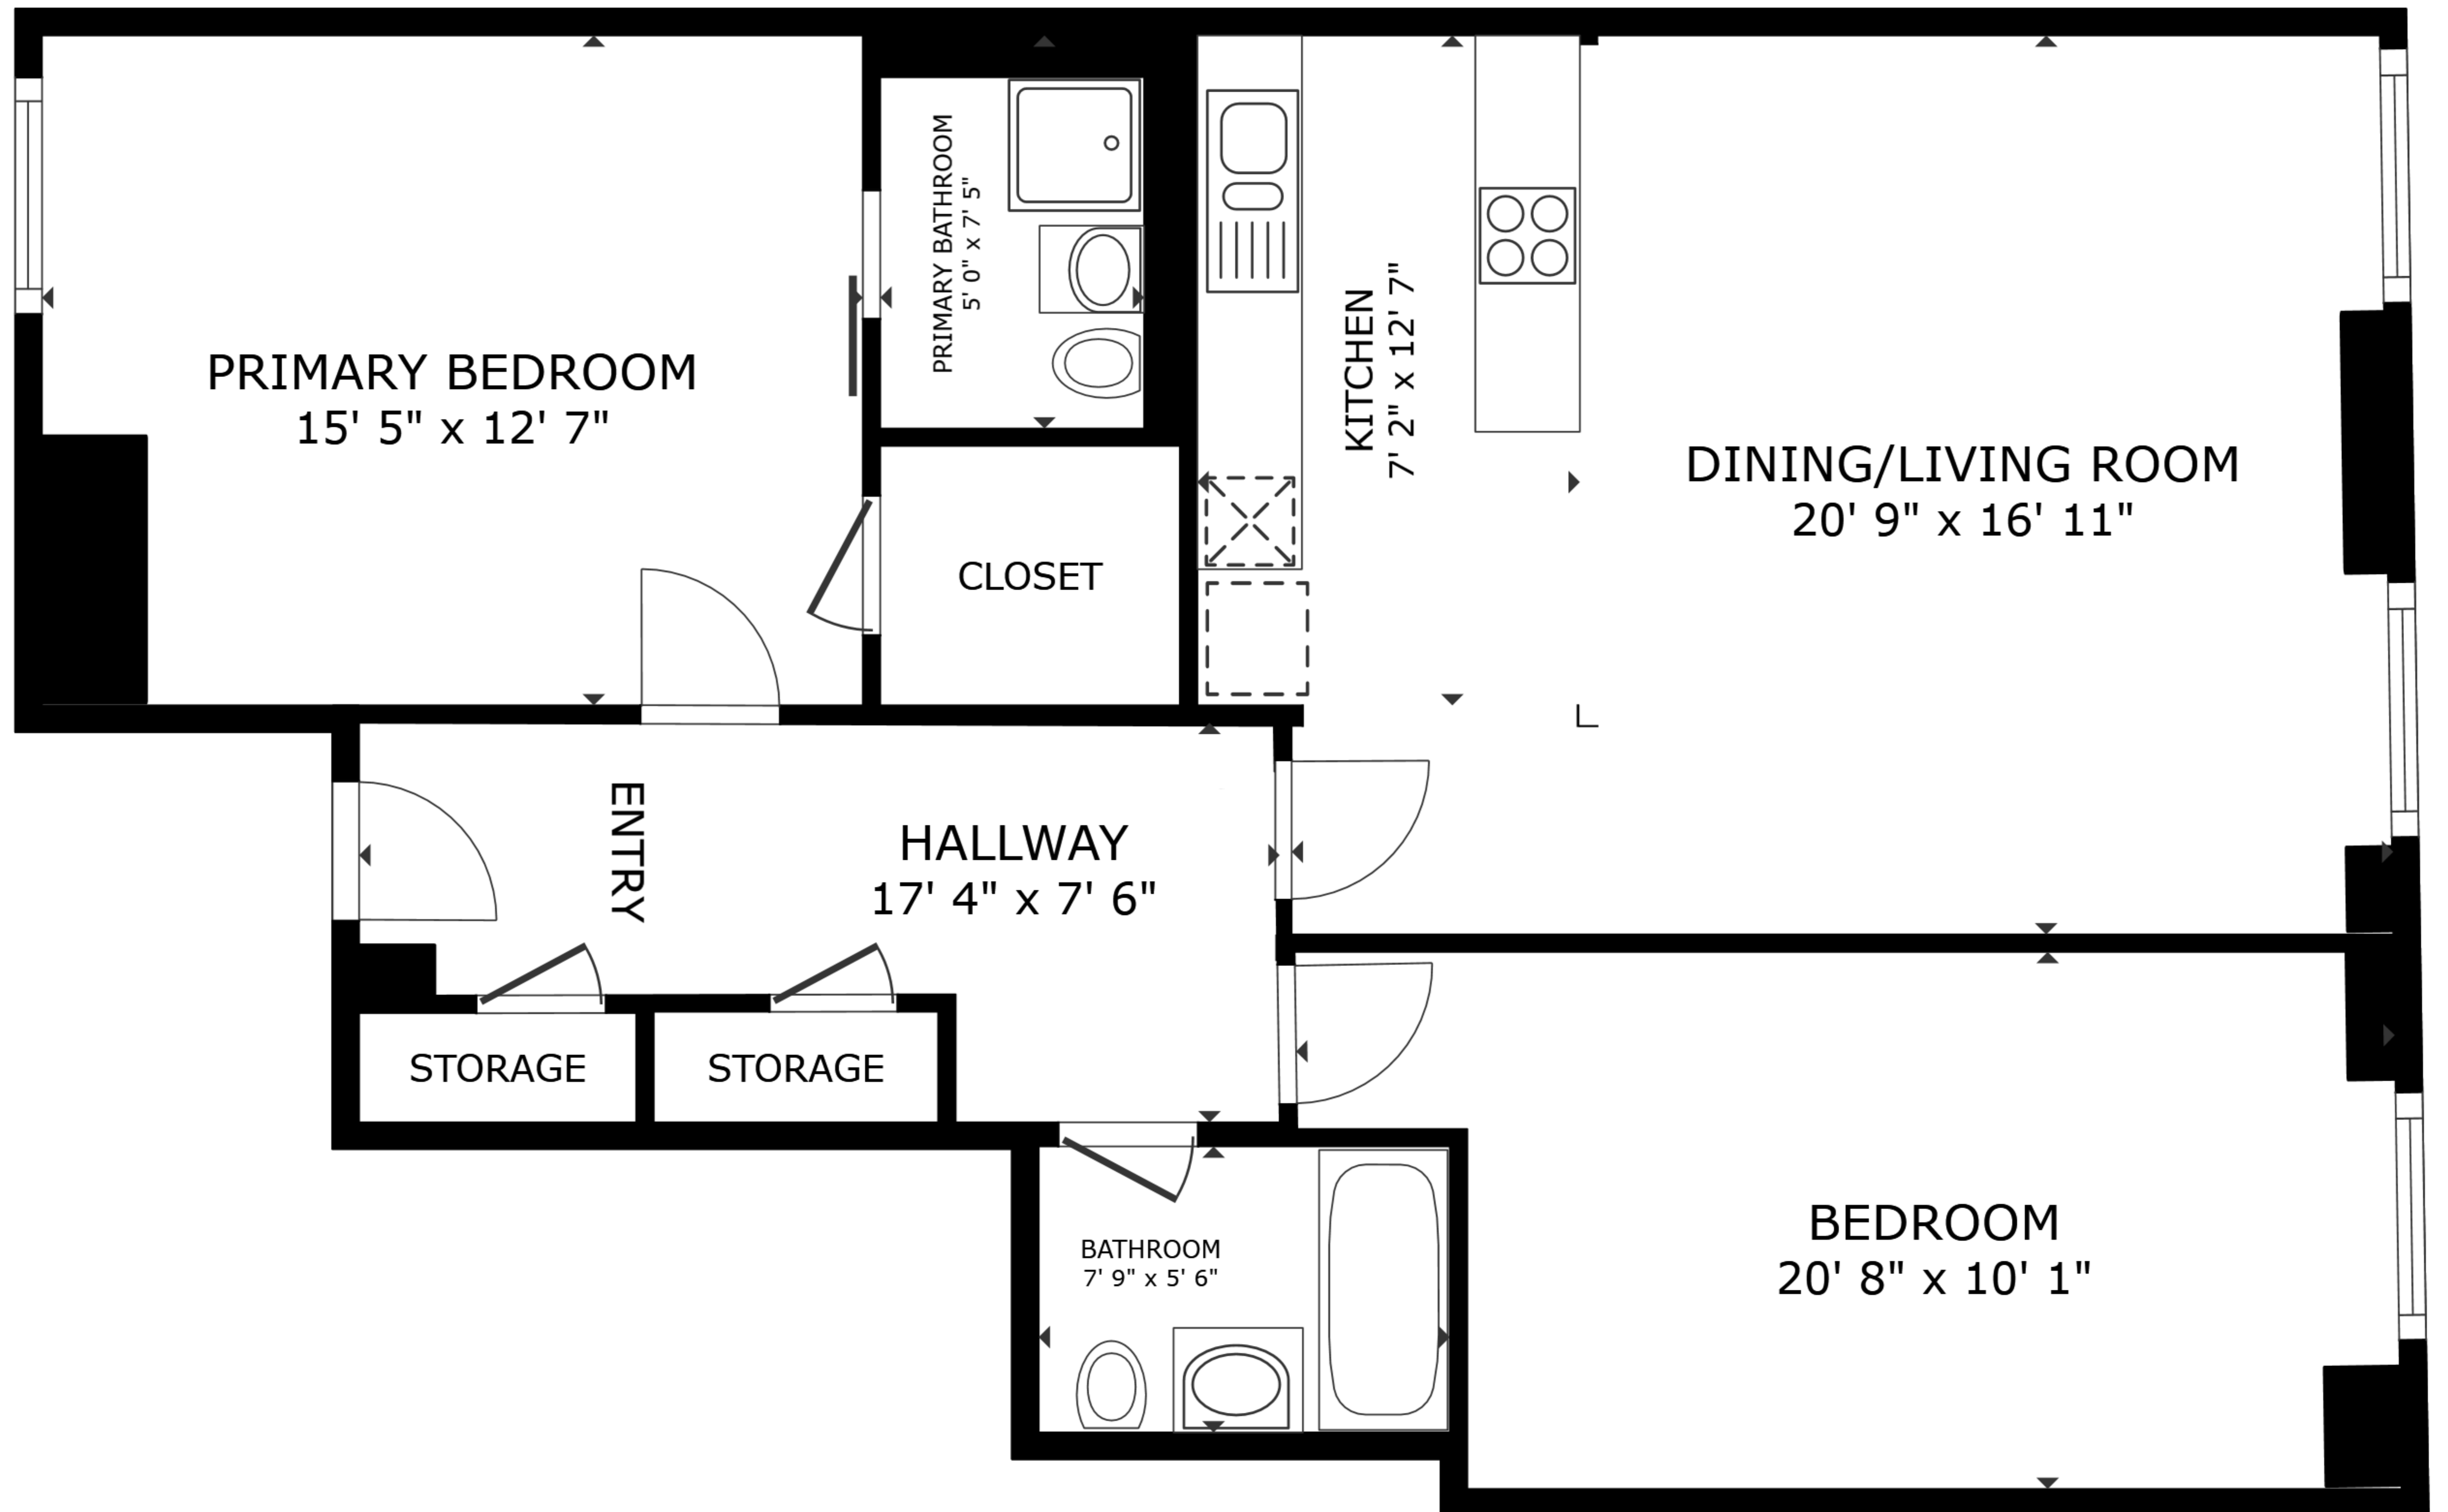 PRIMARY BEDROOM
15' 5" x 12' 7"
PRIMARY BATHROOM
5' 0" x 7' 5"
KITCHEN
7' 2" x 12' 7"
DINING/LIVING ROOM
20' 9" x 16' 11"
CLOSET
ENTRY
HALLWAY
17' 4" x 7' 6"
STORAGE
STORAGE
BATHROOM
7' 9" x 5' 6"
BEDROOM
20' 8" x 10' 1"